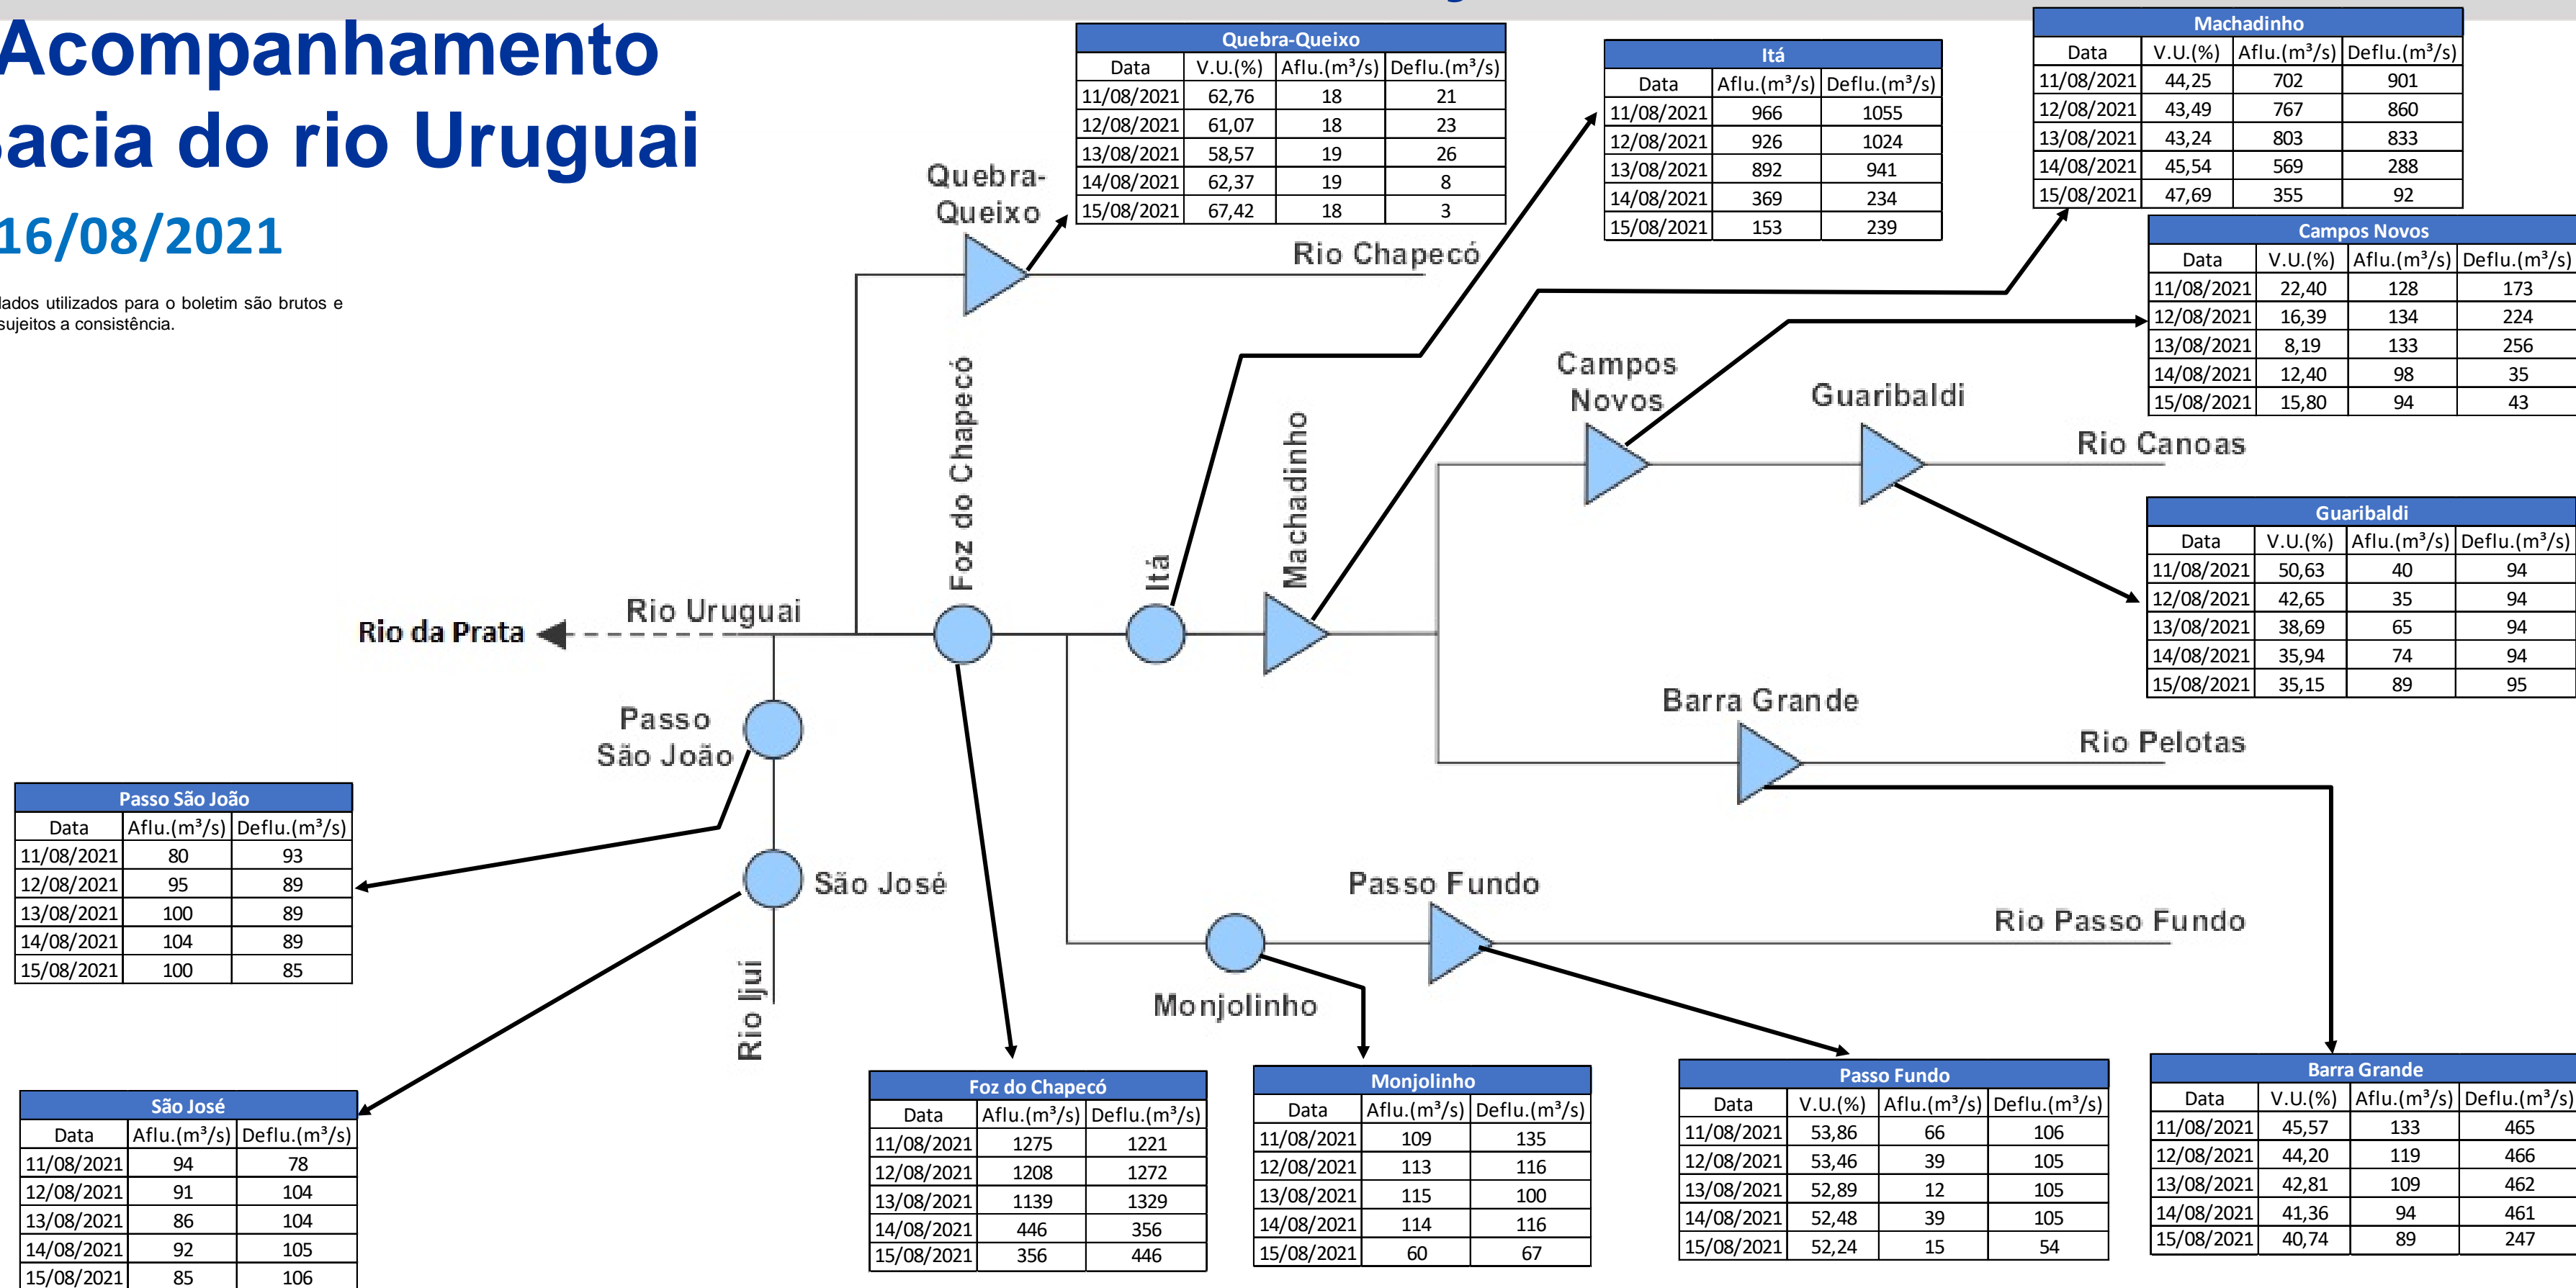 Acompanhamento
acia do rio Uruguai
16/08/2021
dados utilizados para o boletim são brutos e
sujeitos a consistência.
Quebra-Queixo
Data V.U.(%) Aflu.(m³/s) Deflu.(m³/s)
11/08/2021 62,76 18 21
12/08/2021 61,07 18 23
13/08/2021 58,57 19 26
14/08/2021 62,37 19 8
15/08/2021 67,42 18 3
Itá
Data Aflu.(m³/s) Deflu.(m³/s)
11/08/2021 966 1055
12/08/2021 926 1024
13/08/2021 892 941
14/08/2021 369 234
15/08/2021 153 239
Machadinho
Data V.U.(%) Aflu.(m³/s) Deflu.(m³/s)
11/08/2021 44,25 702 901
12/08/2021 43,49 767 860
13/08/2021 43,24 803 833
14/08/2021 45,54 569 288
15/08/2021 47,69 355 92
Campos Novos
Data V.U.(%) Aflu.(m³/s) Deflu.(m³/s)
11/08/2021 22,40 128 173
12/08/2021 16,39 134 224
13/08/2021 8,19 133 256
14/08/2021 12,40 98 35
15/08/2021 15,80 94 43
Quebra-
Queixo
Rio Chapecó
Foz do Chapecó
Itá
Machadinho
Campos
Novos
Guaribaldi
Rio Canoas
Guaribaldi
Data V.U.(%) Aflu.(m³/s) Deflu.(m³/s)
11/08/2021 50,63 40 94
12/08/2021 42,65 35 94
13/08/2021 38,69 65 94
14/08/2021 35,94 74 94
15/08/2021 35,15 89 95
Rio da Prata
Rio Uruguai
Passo
São João
Barra Grande
Rio Pelotas
São José
Rio Ijuí
Passo Fundo
Rio Passo Fundo
Monjolinho
Passo São João
Data Aflu.(m³/s) Deflu.(m³/s)
11/08/2021 80 93
12/08/2021 95 89
13/08/2021 100 89
14/08/2021 104 89
15/08/2021 100 85
São José
Data Aflu.(m³/s) Deflu.(m³/s)
11/08/2021 94 78
12/08/2021 91 104
13/08/2021 86 104
14/08/2021 92 105
15/08/2021 85 106
Foz do Chapecó
Data Aflu.(m³/s) Deflu.(m³/s)
11/08/2021 1275 1221
12/08/2021 1208 1272
13/08/2021 1139 1329
14/08/2021 446 356
15/08/2021 356 446
Monjolinho
Data Aflu.(m³/s) Deflu.(m³/s)
11/08/2021 109 135
12/08/2021 113 116
13/08/2021 115 100
14/08/2021 114 116
15/08/2021 60 67
Passo Fundo
Data V.U.(%) Aflu.(m³/s) Deflu.(m³/s)
11/08/2021 53,86 66 106
12/08/2021 53,46 39 105
13/08/2021 52,89 12 105
14/08/2021 52,48 39 105
15/08/2021 52,24 15 54
Barra Grande
Data V.U.(%) Aflu.(m³/s) Deflu.(m³/s)
11/08/2021 45,57 133 465
12/08/2021 44,20 119 466
13/08/2021 42,81 109 462
14/08/2021 41,36 94 461
15/08/2021 40,74 89 247